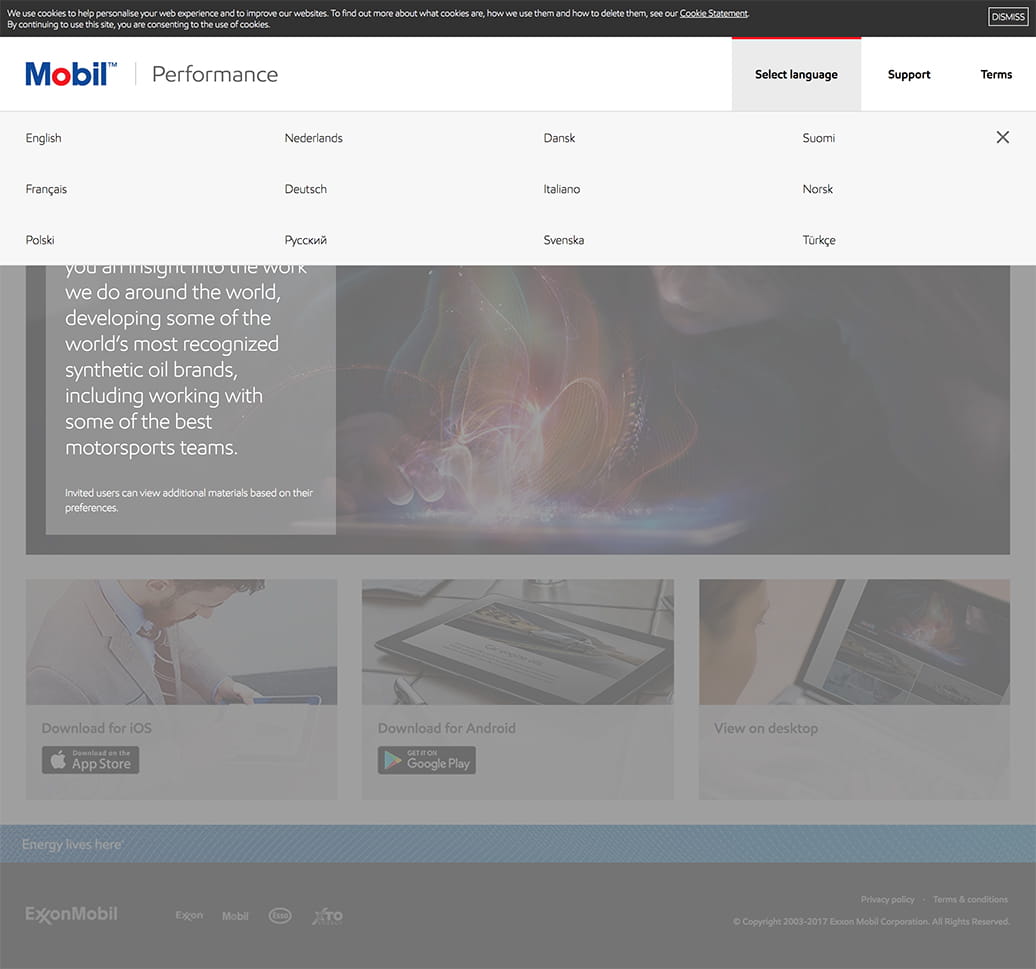 We use cookies to help personalise your web experience and to improve our websites. To find out more about what cookies are, how we use them and how to delete them, see our Cookie Statement.
By continuing to use this site, you are consenting to the use of cookies.
DISMISS
Mobil™ | Performance
Select language
Support
Terms
English
Nederlands
Dansk
Suomi
Français
Deutsch
Italiano
Norsk
Polski
Русский
Svenska
Türkçe
you an insight into the work
we do around the world,
developing some of the
world's most recognized
synthetic oil brands,
including working with
some of the best
motorsports teams.
Invited users can view additional materials based on their
preferences.
Car engine oils
Download for iOS
Download on the
App Store
Download for Android
GET IT ON
Google Play
View on desktop
Energy lives here
ExxonMobil
Exxon
Mobil
Esso
XTO
Privacy policy · Terms & conditions
© Copyright 2003-2017 Exxon Mobil Corporation. All Rights Reserved.